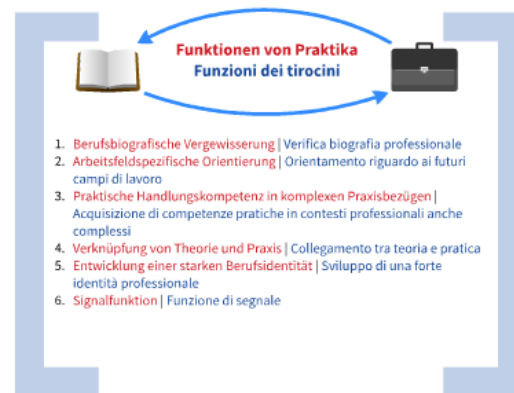 Funktionen von Praktika
Funzioni dei tirocini
1. Berufsbiografische Vergewisserung | Verifica biografia professionale
2. Arbeitsfeldspezifische Orientierung | Orientamento riguardo ai futuri
campi di lavoro
3. Praktische Handlungskompetenz in komplexen Praxisbezügen |
Acquisizione di competenze pratiche in contesti professionali anche
complessi
4. Verknüpfung von Theorie und Praxis | Collegamento tra teoria e pratica
5. Entwicklung einer starken Berufsidentität | Sviluppo di una forte
identità professionale
6. Signalfunktion | Funzione di segnale